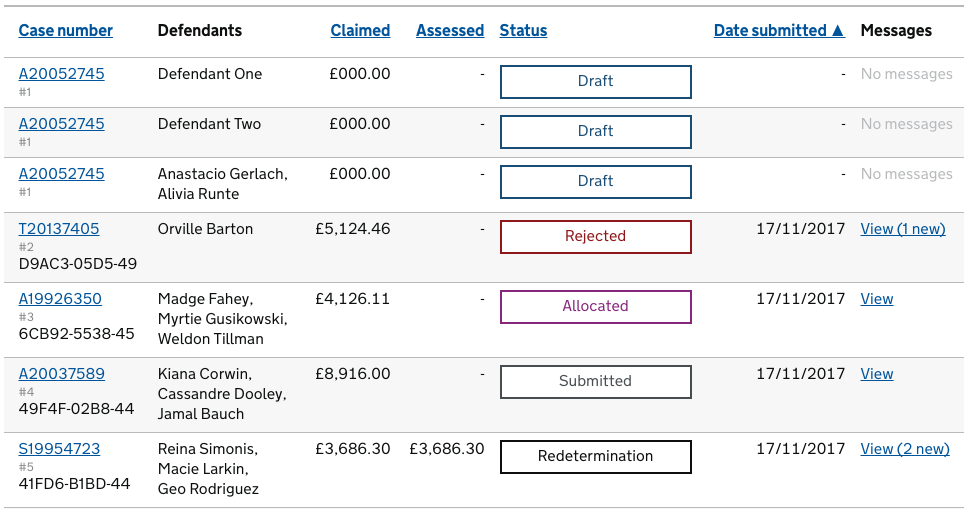 Case number Defendants Claimed Assessed Status Date submitted ▲ Messages
A20052745 Defendant One £000.00 - Draft - No messages
#1
A20052745 Defendant Two £000.00 - Draft - No messages
#1
A20052745 Anastacio Gerlach, £000.00 - Draft - No messages
#1 Alivia Runte
T20137405 Orville Barton £5,124.46 - Rejected 17/11/2017 View (1 new)
#2
D9AC3-05D5-49
A19926350 Madge Fahey, £4,126.11 - Allocated 17/11/2017 View
#3 Myrtie Gusikowski,
6CB92-5538-45 Weldon Tillman
A20037589 Kiana Corwin, £8,916.00 - Submitted 17/11/2017 View
#4 Cassandre Dooley,
49F4F-02B8-44 Jamal Bauch
S19954723 Reina Simonis, £3,686.30 £3,686.30 Redetermination 17/11/2017 View (2 new)
#5 Macie Larkin,
41FD6-B1BD-44 Geo Rodriguez